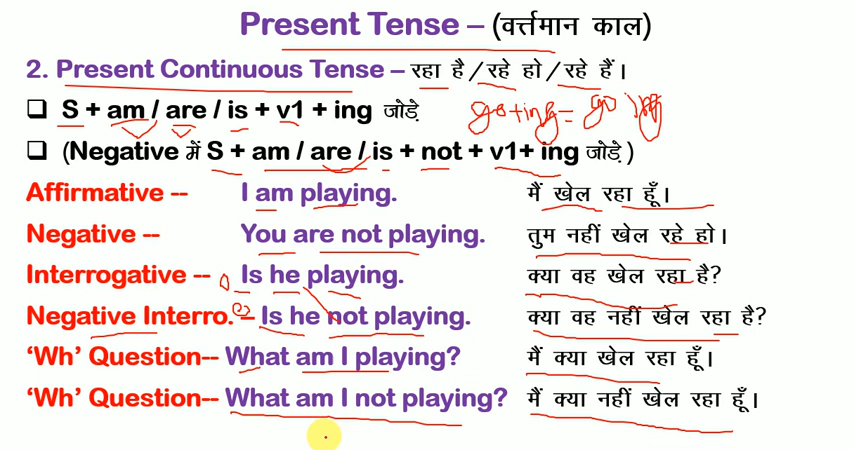 Present Tense – (वर्त्तमान काल)
2. Present Continuous Tense – रहा है / रहे हो / रहे हैं ।
❑ S + am / are / is + v1 + ing जोडे़ go + ing = going
❑ (Negative में S + am / are / is + not + v1+ ing जोडे़ )
Affirmative -- I am playing. मैं खेल रहा हूँ ।
Negative -- You are not playing. तुम नहीं खेल रहे हो ।
Interrogative -- Is he playing. क्या वह खेल रहा है?
Negative Interro. – Is he not playing. क्या वह नहीं खेल रहा है?
‘Wh’ Question-- What am I playing? मैं क्या खेल रहा हूँ ।
‘Wh’ Question-- What am I not playing? मैं क्या नहीं खेल रहा हूँ ।